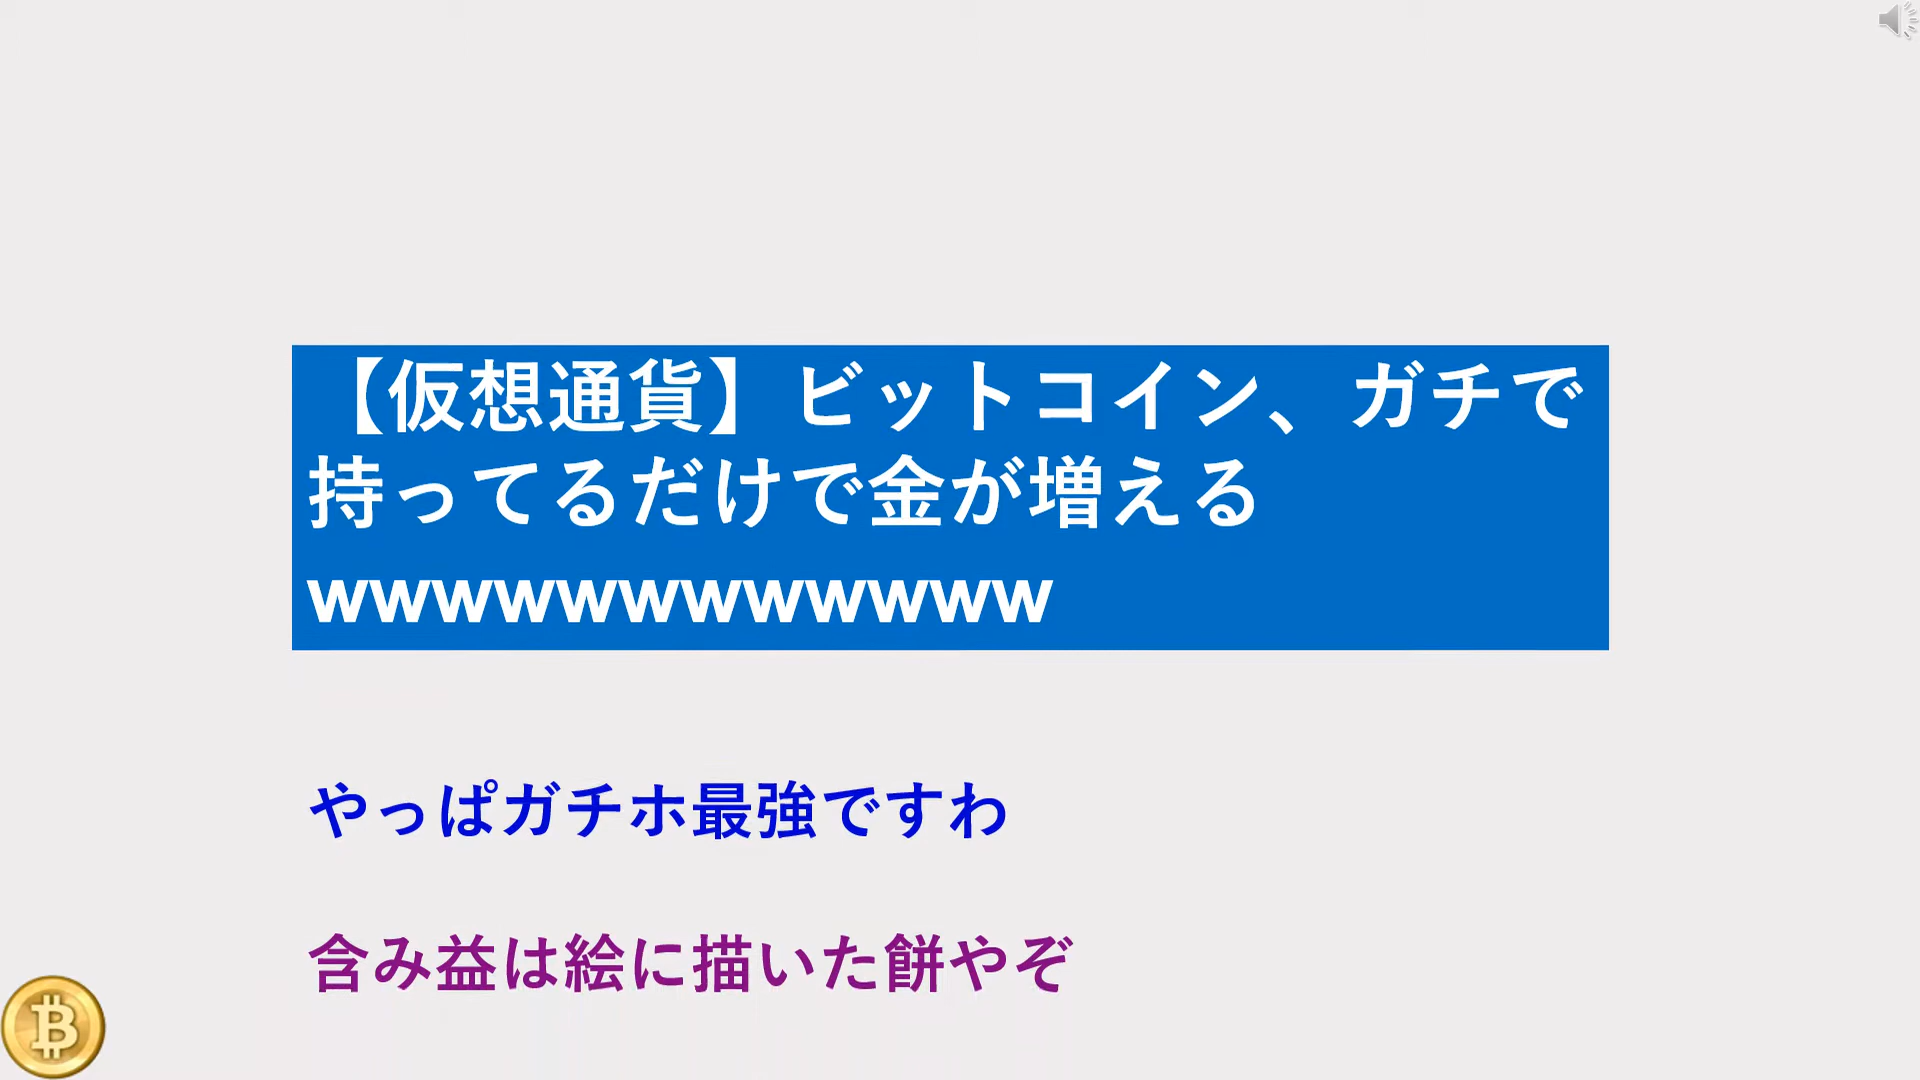 【仮想通貨】ビットコイン、ガチで
持ってるだけで金が増える
wwwwwwwwwwww
やっぱガチホ最強ですわ
含み益は絵に描いた餅やぞ